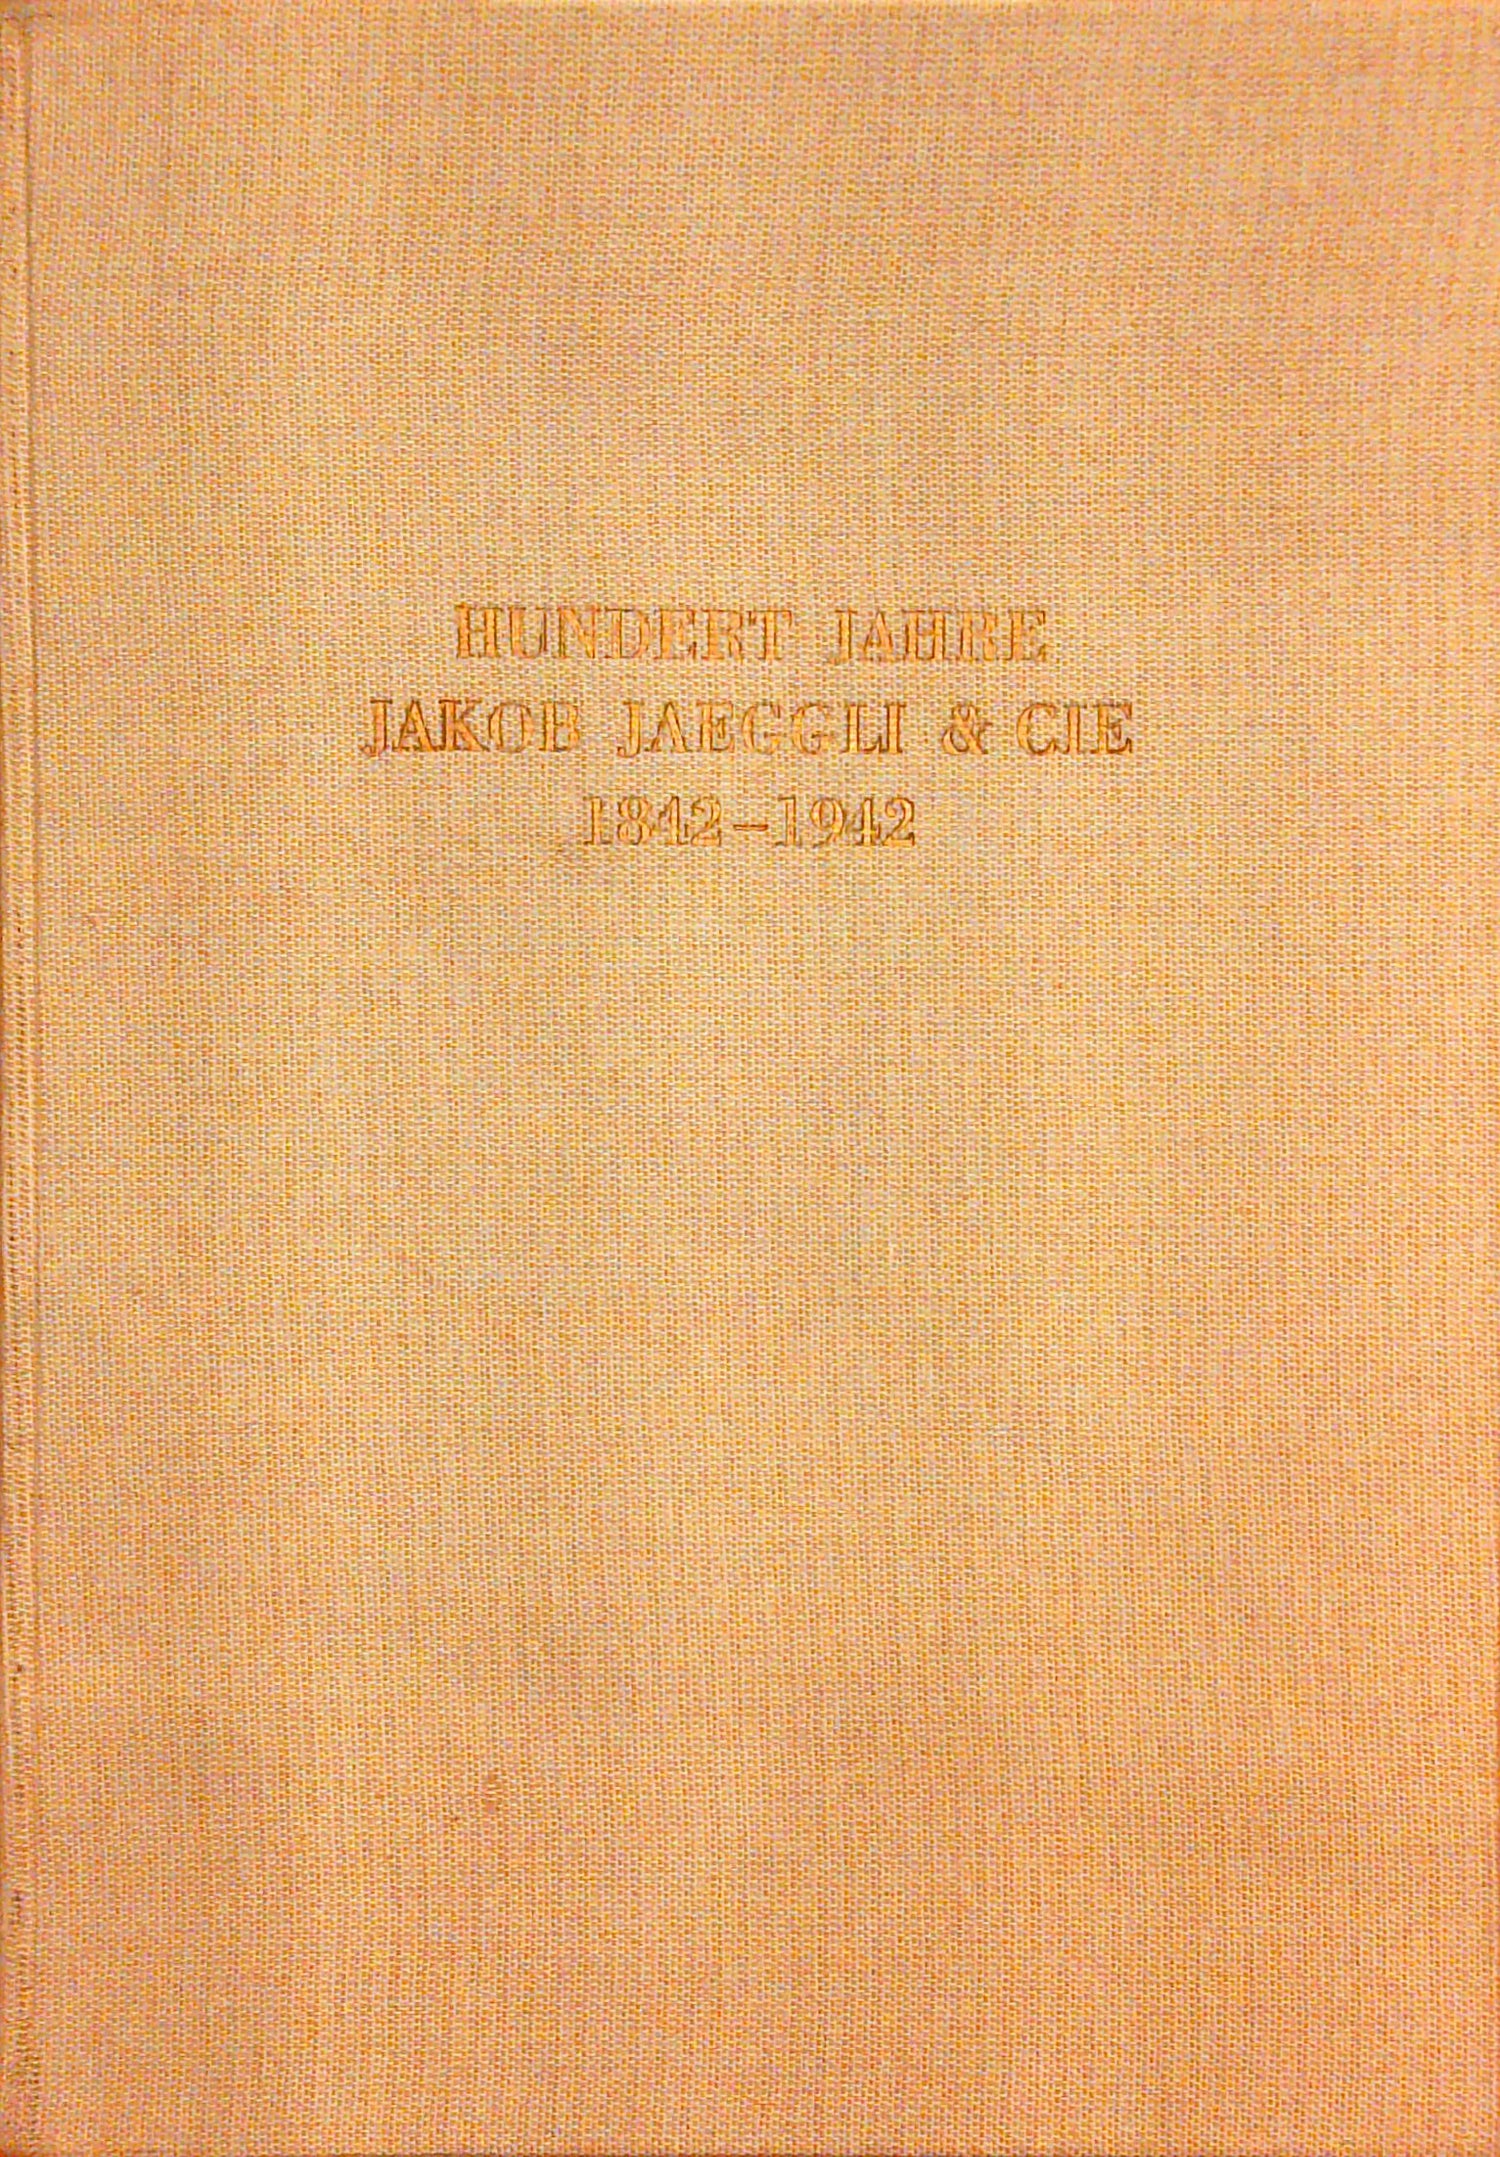 HUNDERT JAHRE
JAKOB JAEGGLI & CIE
1842–1942